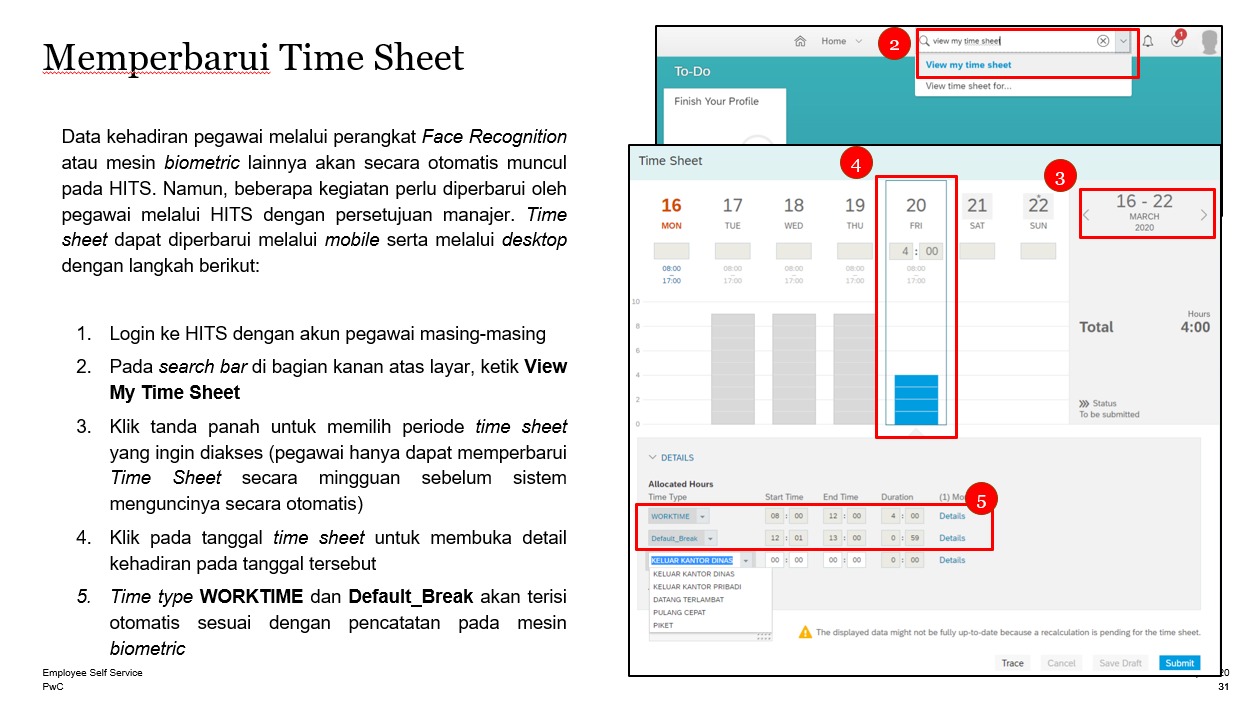 Memperbarui Time Sheet
Data kehadiran pegawai melalui perangkat Face Recognition
atau mesin biometric lainnya akan secara otomatis muncul
pada HITS. Namun, beberapa kegiatan perlu diperbarui oleh
pegawai melalui HITS dengan persetujuan manajer. Time
sheet dapat diperbarui melalui mobile serta melalui desktop
dengan langkah berikut:
1. Login ke HITS dengan akun pegawai masing-masing
2. Pada search bar di bagian kanan atas layar, ketik View
My Time Sheet
3. Klik tanda panah untuk memilih periode time sheet
yang ingin diakses (pegawai hanya dapat memperbarui
Time Sheet secara mingguan sebelum sistem
menguncinya secara otomatis)
4. Klik pada tanggal time sheet untuk membuka detail
kehadiran pada tanggal tersebut
5. Time type WORKTIME dan Default_Break akan terisi
otomatis sesuai dengan pencatatan pada mesin
biometric
Employee Self Service
PwC
Home
2
view my time sheet
1
View my time sheet
View time sheet for...
To-Do
Finish Your Profile
Time Sheet
4
3
16 17 18 19 20 21 22
MON TUE WED THU FRI SAT SUN
16 - 22
MARCH
2020
4 : 00
08:00 08:00 08:00 08:00 08:00
17:00 17:00 17:00 17:00 17:00
10
8
6
4
2
0
Hours
Total 4:00
Status
To be submitted
DETAILS
Allocated Hours
Time Type Start Time End Time Duration (1) Mo
5
WORKTIME 08 : 00 12 : 00 4 : 00 Details
Default_Break 12 : 01 13 : 00 0 : 59 Details
KELUAR KANTOR DINAS 00 : 00 00 : 00 0 : 00 Details
KELUAR KANTOR DINAS
KELUAR KANTOR PRIBADI
DATANG TERLAMBAT
PULANG CEPAT
PIKET
The displayed data might not be fully up-to-date because a recalculation is pending for the time sheet.
Trace Cancel Save Draft Submit
20
31